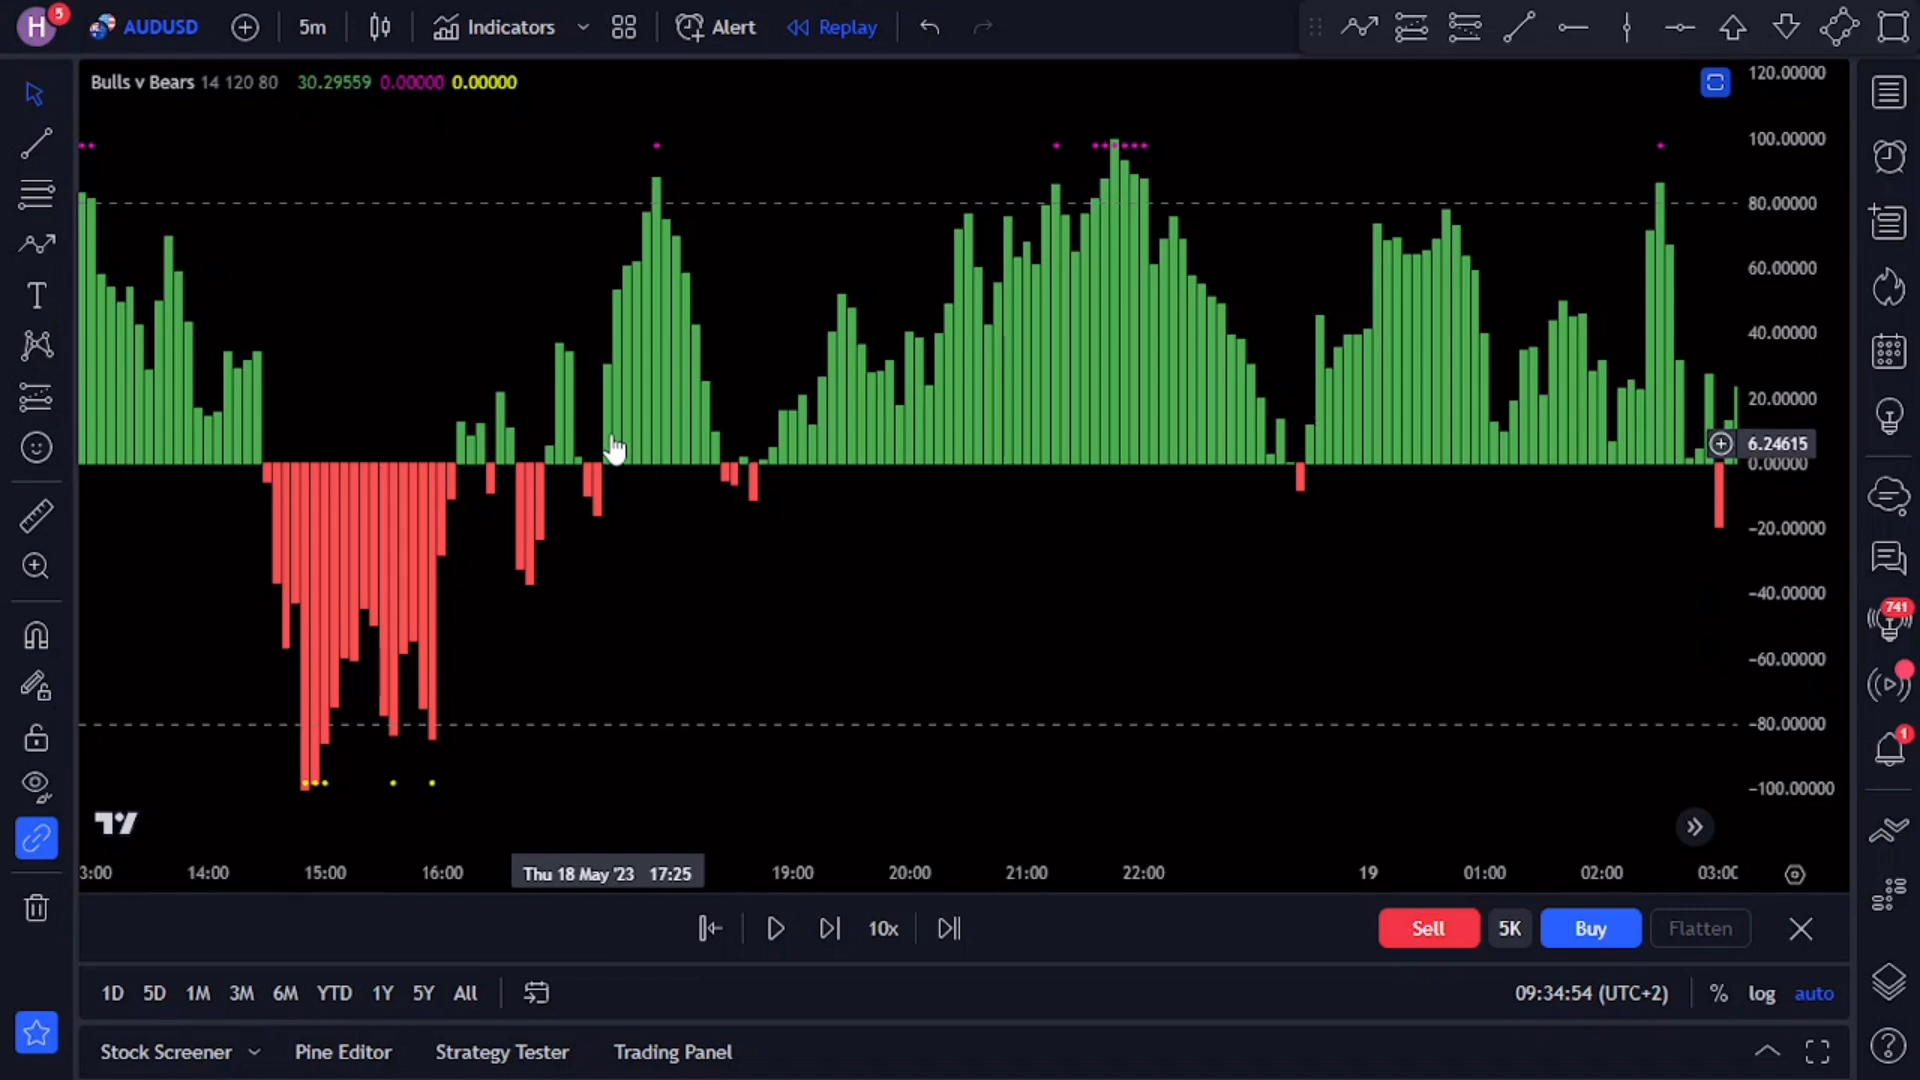 H 5 AUDUSD 5m Indicators Alert Replay
Bulls v Bears 14 120 80 30.29559 0.00000 0.00000
120.00000
100.00000
80.00000
60.00000
40.00000
20.00000
6.24615
0.00000
−20.00000
−40.00000
−60.00000
−80.00000
−100.00000
741
1
3:00 14:00 15:00 16:00 Thu 18 May '23 17:25 19:00 20:00 21:00 22:00 19 01:00 02:00 03:0
10x Sell 5K Buy Flatten
1D 5D 1M 3M 6M YTD 1Y 5Y All 09:34:54 (UTC+2) % log auto
Stock Screener Pine Editor Strategy Tester Trading Panel